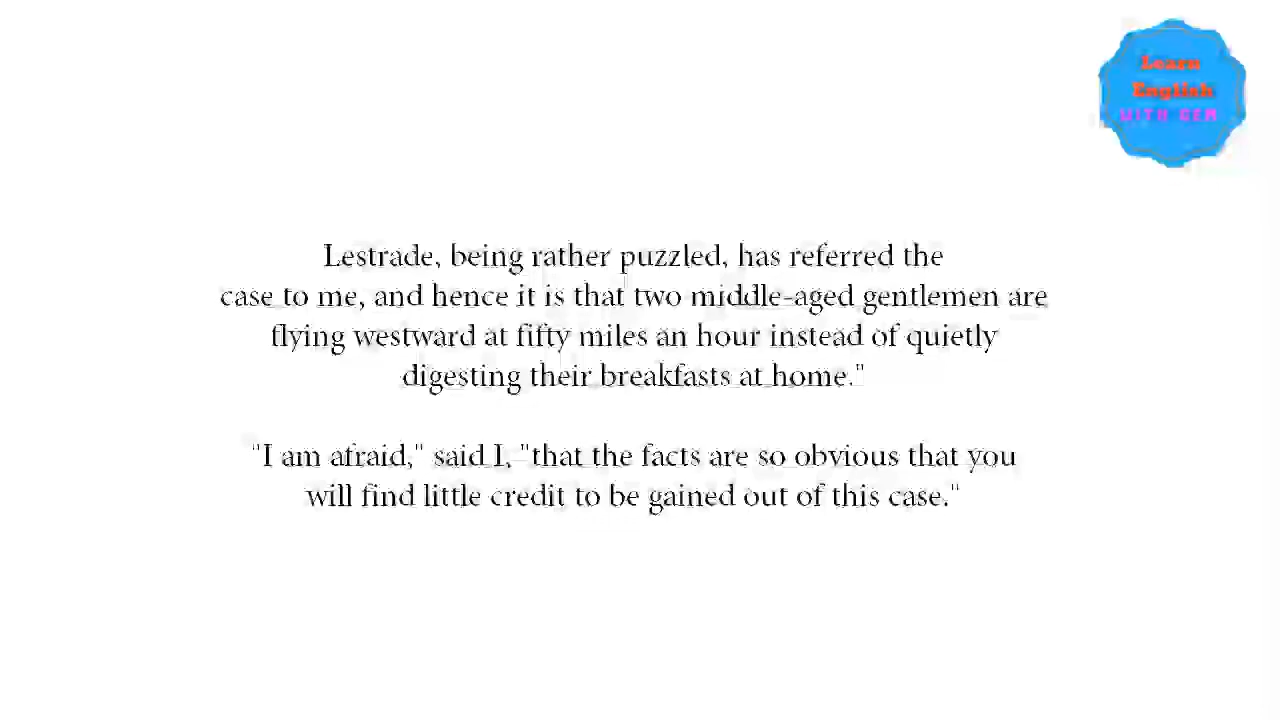 Learn
English
WITH GEM
Lestrade, being rather puzzled, has referred the
case to me, and hence it is that two middle-aged gentlemen are
flying westward at fifty miles an hour instead of quietly
digesting their breakfasts at home."
"I am afraid," said I, "that the facts are so obvious that you
will find little credit to be gained out of this case."